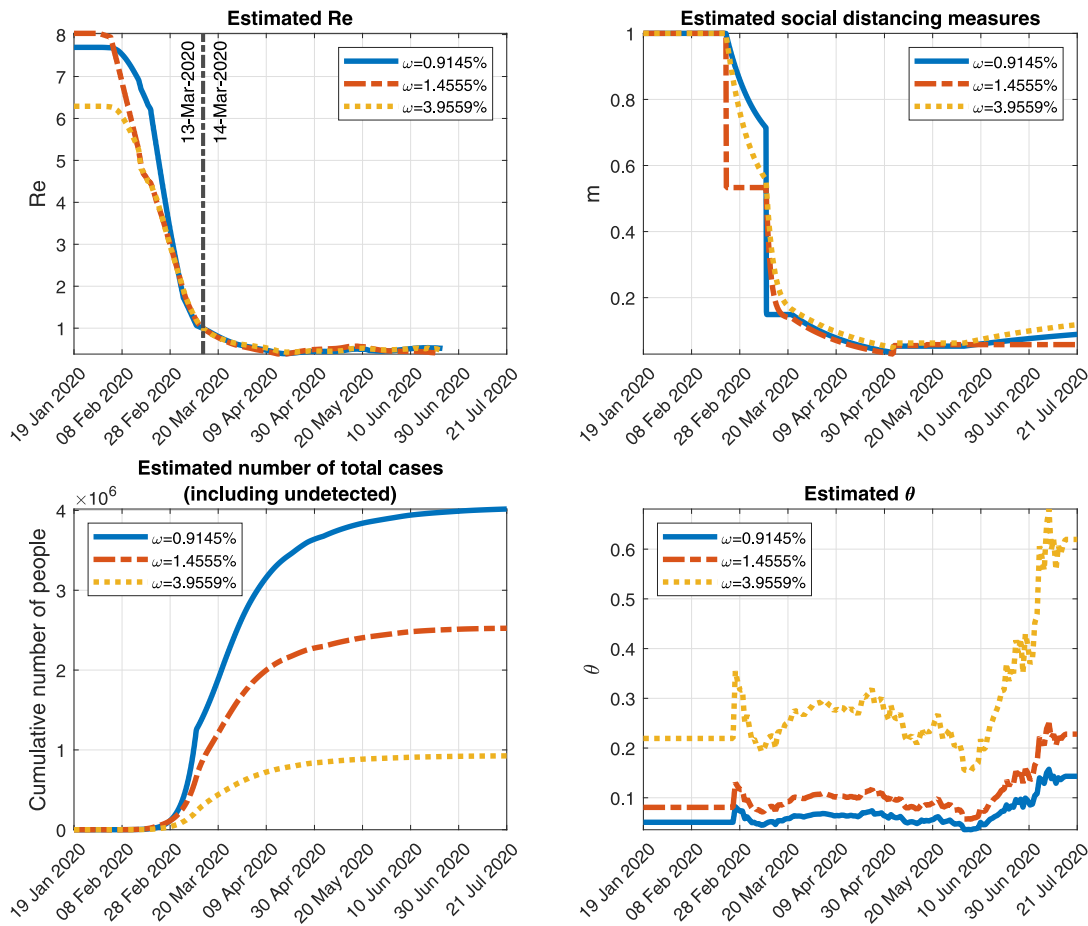 Estimated Re
8
7
6
5
4
3
2
1
Re
13-Mar-2020
14-Mar-2020
ω=0.9145%
ω=1.4555%
ω=3.9559%
19 Jan 2020
08 Feb 2020
28 Feb 2020
20 Mar 2020
09 Apr 2020
30 Apr 2020
20 May 2020
10 Jun 2020
30 Jun 2020
21 Jul 2020
Estimated social distancing measures
1
0.8
0.6
0.4
0.2
m
ω=0.9145%
ω=1.4555%
ω=3.9559%
19 Jan 2020
08 Feb 2020
28 Feb 2020
20 Mar 2020
09 Apr 2020
30 Apr 2020
20 May 2020
10 Jun 2020
30 Jun 2020
21 Jul 2020
Estimated number of total cases
(including undetected)
×10⁶
4
3
2
1
0
Cumulative number of people
ω=0.9145%
ω=1.4555%
ω=3.9559%
19 Jan 2020
08 Feb 2020
28 Feb 2020
20 Mar 2020
09 Apr 2020
30 Apr 2020
20 May 2020
10 Jun 2020
30 Jun 2020
21 Jul 2020
Estimated θ
0.6
0.5
0.4
0.3
0.2
0.1
θ
ω=0.9145%
ω=1.4555%
ω=3.9559%
19 Jan 2020
08 Feb 2020
28 Feb 2020
20 Mar 2020
09 Apr 2020
30 Apr 2020
20 May 2020
10 Jun 2020
30 Jun 2020
21 Jul 2020